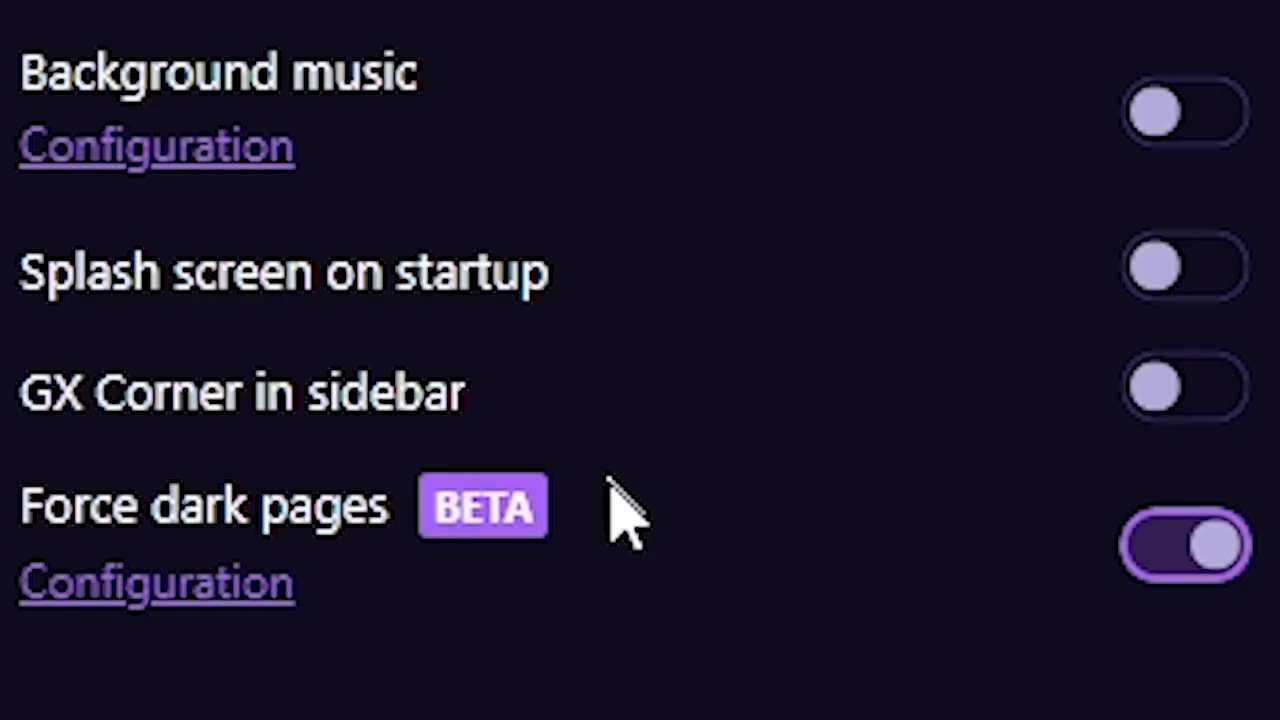 Background music
Configuration
Splash screen on startup
GX Corner in sidebar
Force dark pages BETA
Configuration